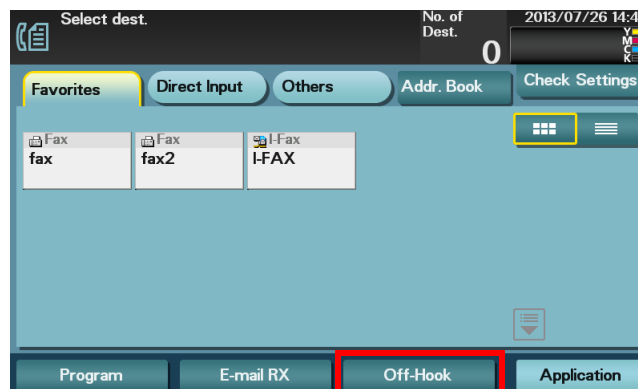 Select dest.
No. of
Dest.
0
2013/07/26 14:4
Y
M
C
K
Favorites
Direct Input
Others
Addr. Book
Check Settings
Fax
fax
Fax
fax2
I-Fax
I-FAX
Program
E-mail RX
Off-Hook
Application